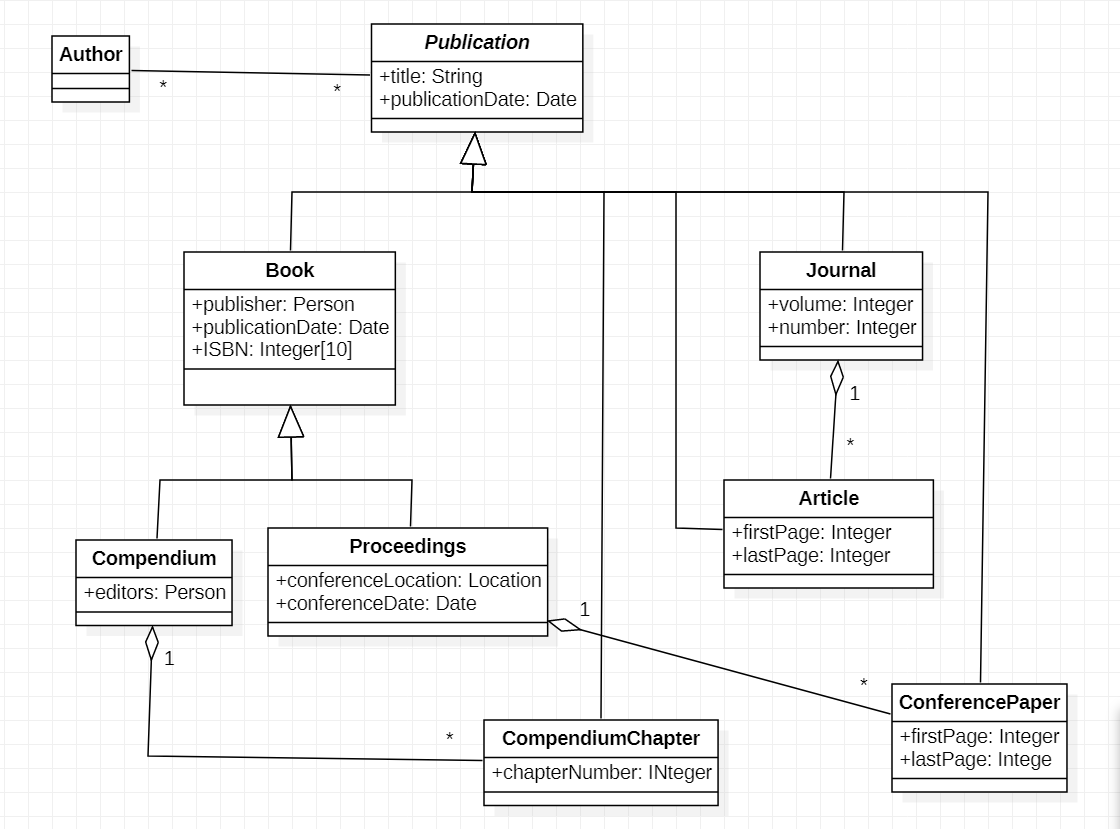 Author
*
*
Publication
+title: String
+publicationDate: Date
Book
+publisher: Person
+publicationDate: Date
+ISBN: Integer[10]
Journal
+volume: Integer
+number: Integer
1
*
Article
+firstPage: Integer
+lastPage: Integer
Compendium
+editors: Person
1
*
Proceedings
+conferenceLocation: Location
+conferenceDate: Date
1
*
CompendiumChapter
+chapterNumber: INteger
ConferencePaper
+firstPage: Integer
+lastPage: Intege